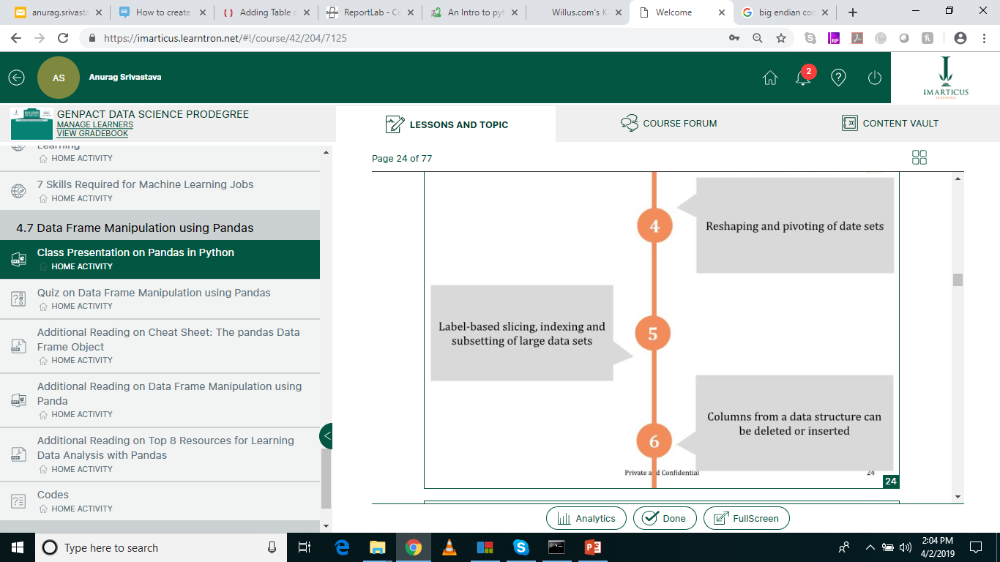 anurag.srivasta
How to create
Adding Table o
ReportLab - Co
An Intro to pyf
Willus.com's K
Welcome
big endian cod
https://imarticus.learntron.net/#!/course/42/204/7125
AS
Anurag Srivastava
2
IMARTICUS
LEARNING
GENPACT DATA SCIENCE PRODEGREE
MANAGE LEARNERS
VIEW GRADEBOOK
LESSONS AND TOPIC
COURSE FORUM
CONTENT VAULT
Learning
HOME ACTIVITY
7 Skills Required for Machine Learning Jobs
HOME ACTIVITY
4.7 Data Frame Manipulation using Pandas
Class Presentation on Pandas in Python
HOME ACTIVITY
Quiz on Data Frame Manipulation using Pandas
HOME ACTIVITY
Additional Reading on Cheat Sheet: The pandas Data
Frame Object
HOME ACTIVITY
Additional Reading on Data Frame Manipulation using
Panda
HOME ACTIVITY
Additional Reading on Top 8 Resources for Learning
Data Analysis with Pandas
HOME ACTIVITY
Codes
HOME ACTIVITY
Page 24 of 77
4
Reshaping and pivoting of date sets
Label-based slicing, indexing and
subsetting of large data sets
5
Columns from a data structure can
be deleted or inserted
6
Private a d Confidential
24
24
Analytics
Done
FullScreen
Type here to search
2:04 PM
4/2/2019